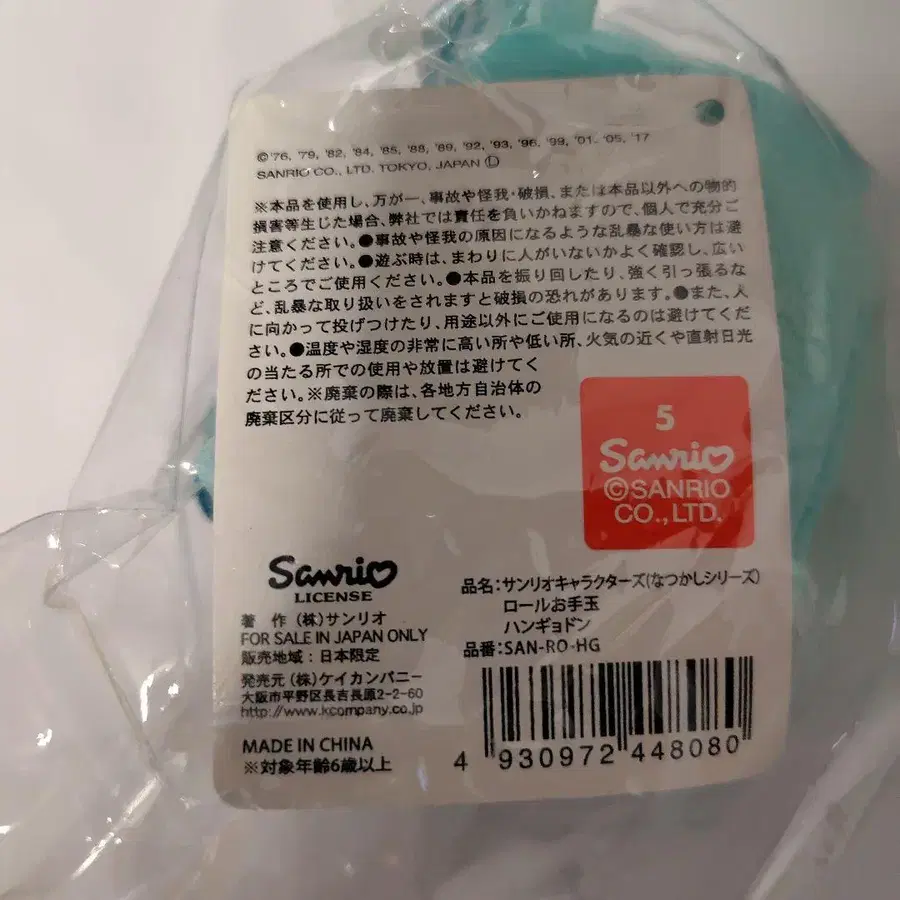 ©'76, '79, '82, '84, '85, '88, '89, '92, '93, '96, '99, '01, '05, '17
SANRIO CO., LTD. TOKYO, JAPAN Ⓛ
※本品を使用し、万が一、事故や怪我・破損、または本品以外への物的
損害等生じた場合、弊社では責任を負いかねますので、個人で充分ご
注意ください。●事故や怪我の原因になるような乱暴な使い方は避
けてください。●遊ぶ時は、まわりに人がいないかよく確認し、広い
ところでご使用ください。●本品を振り回したり、強く引っ張るな
ど、乱暴な取り扱いをされますと破損の恐れがあります。●また、人
に向かって投げつけたり、用途以外にご使用になるのは避けてくだ
さい。●温度や湿度の非常に高い所や低い所、火気の近くや直射日光
の当たる所での使用や放置は避けてく
ださい。※廃棄の際は、各地方自治体の
廃棄区分に従って廃棄してください。
5
Sanrio
©SANRIO
CO.,LTD.
Sanrio
LICENSE
著 作 (株)サンリオ
FOR SALE IN JAPAN ONLY
販売地域:日本限定
発売元 (株)ケイカンパニー
大阪市平野区長吉長原2-2-60
http://www.kcompany.co.jp
MADE IN CHINA
※対象年齢6歳以上
品名:サンリオキャラクターズ(なつかしシリーズ)
ロールお手玉
ハンギョドン
品番:SAN-RO-HG
4 930972 448080